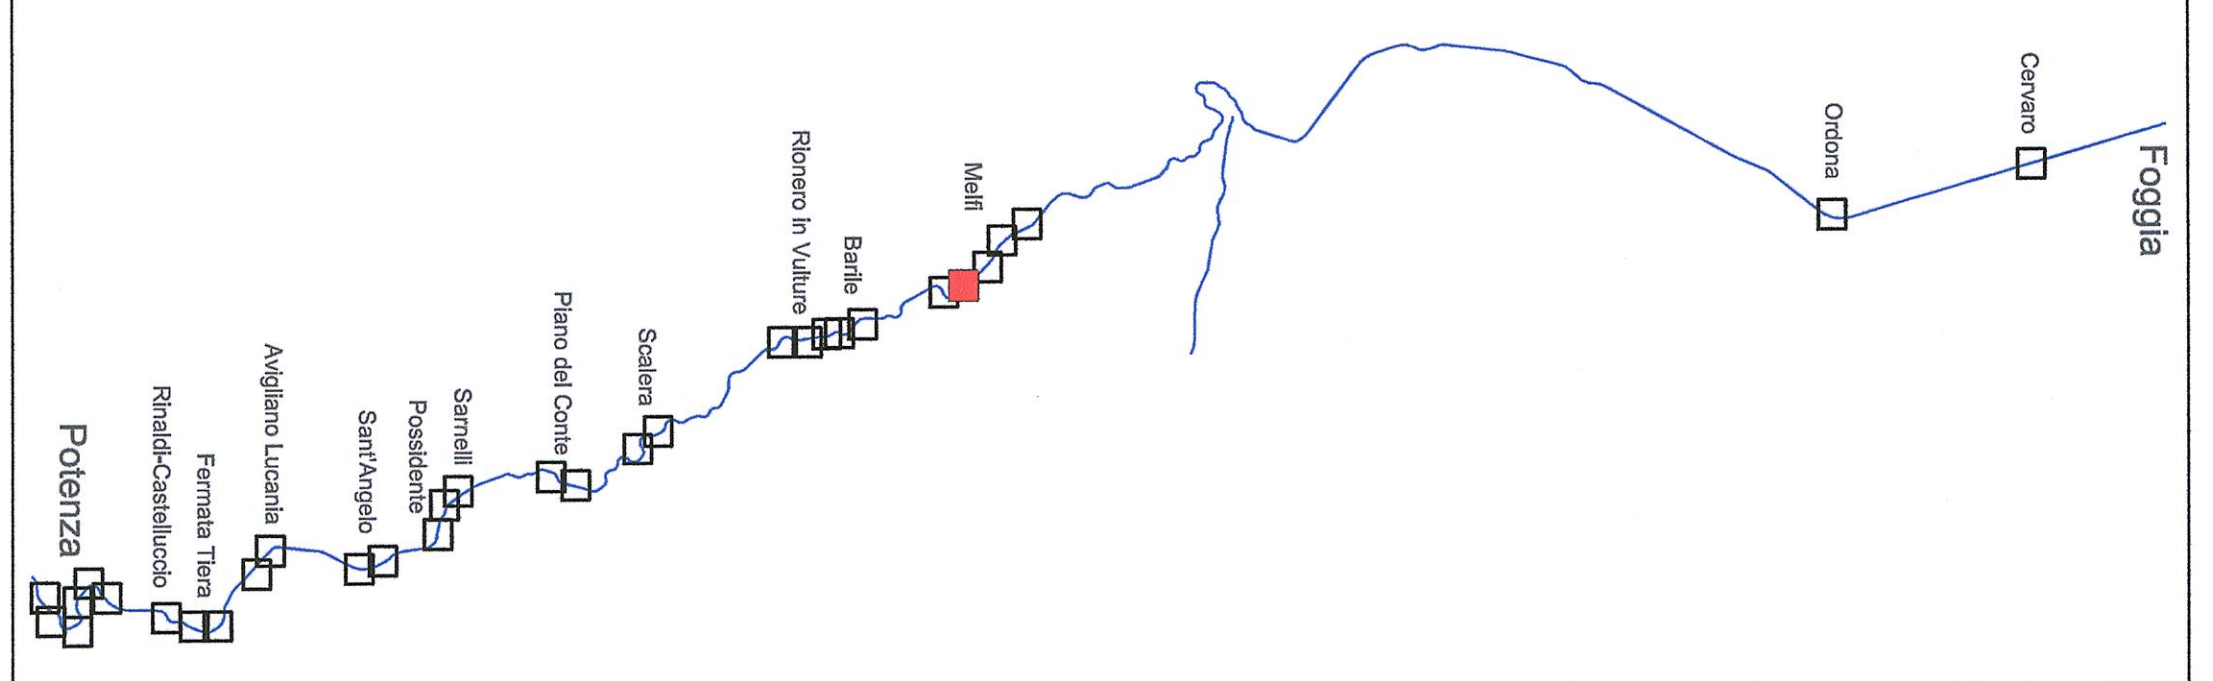 Foggia
Cervaro
Ordona
Melfi
Barile
Rionero in Vulture
Scalera
Piano del Conte
Sarnelli
Possidente
Sant'Angelo
Avigliano Lucania
Fermata Tiera
Rinaldi-Castelluccio
Potenza